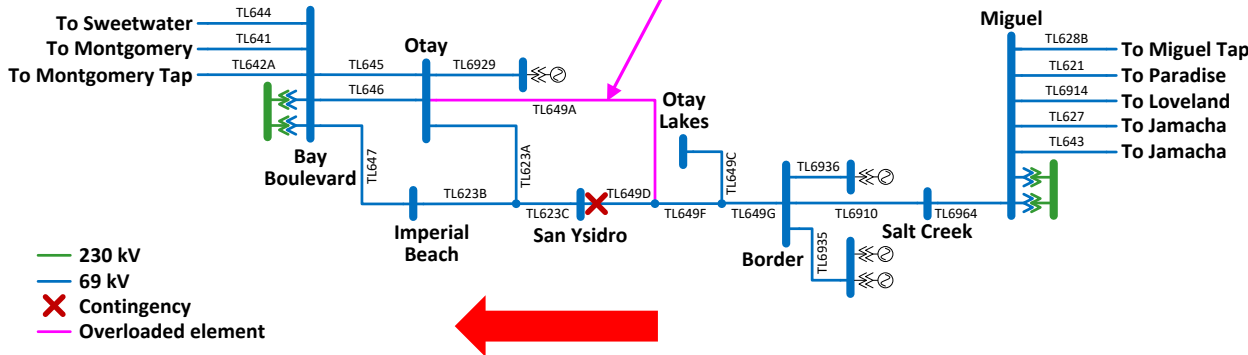 TL644
To Sweetwater
TL641
To Montgomery
TL642A
To Montgomery Tap
TL645
TL646
Otay
TL6929
TL649A
Bay
Boulevard
TL647
TL623A
TL623B
Imperial
Beach
TL623C
San Ysidro
TL649D
Otay
Lakes
TL649C
TL649F
TL649G
TL6936
TL6910
TL6935
Border
Salt Creek
TL6964
Miguel
TL628B
To Miguel Tap
TL621
To Paradise
TL6914
To Loveland
TL627
To Jamacha
TL643
To Jamacha
230 kV
69 kV
Contingency
Overloaded element